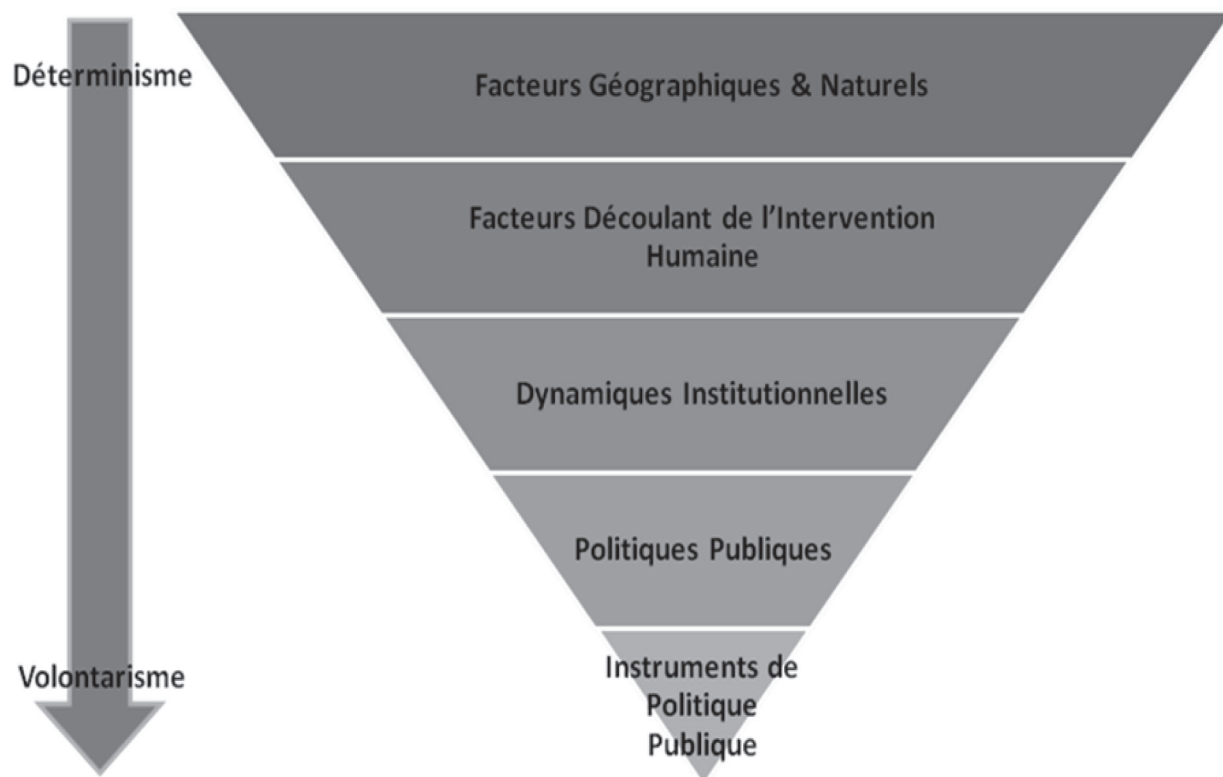 Déterminisme
Facteurs Géographiques & Naturels
Facteurs Découlant de l’Intervention
Humaine
Dynamiques Institutionnelles
Politiques Publiques
Volontarisme
Instruments de
Politique
Publique